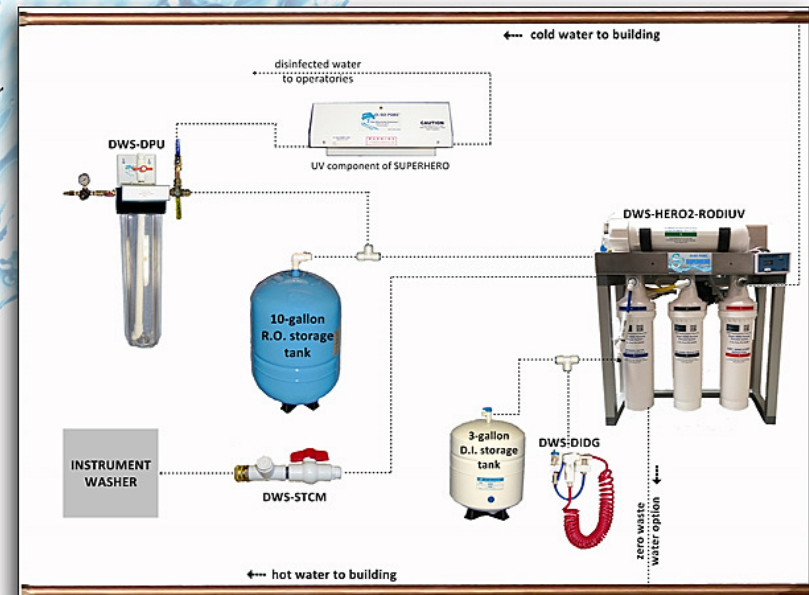 cold water to building
disinfected water
to operatories
DWS-DPU
CAUTION
UV component of SUPERHERO
DWS-HERO2-RODIUV
10-gallon
R.O. storage
tank
3-gallon
D.I. storage
tank
DWS-DIDG
INSTRUMENT
WASHER
DWS-STCM
zero waste
water option
hot water to building